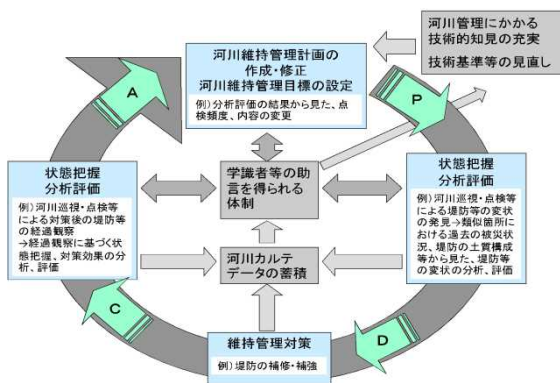 河川維持管理計画の
作成・修正
河川維持管理目標の設定
例）分析評価の結果から見た、点
検頻度、内容の変更
河川管理にかかる
技術的知見の充実
技術基準等の見直し
A
P
状態把握
分析評価
例）河川巡視・点検等
による対策後の堤防等
の経過観察
→経過観察に基づく状
態把握、対策効果の分
析、評価
学識者等の助
言を得られる
体制
状態把握
分析評価
例）河川巡視・点検等
による堤防等の変状
の発見→類似箇所に
おける過去の被災状
況、堤防の土質構成
等から見た、堤防等
の変状の分析、評価
河川カルテ
データの蓄積
C
D
維持管理対策
例）堤防の補修・補強